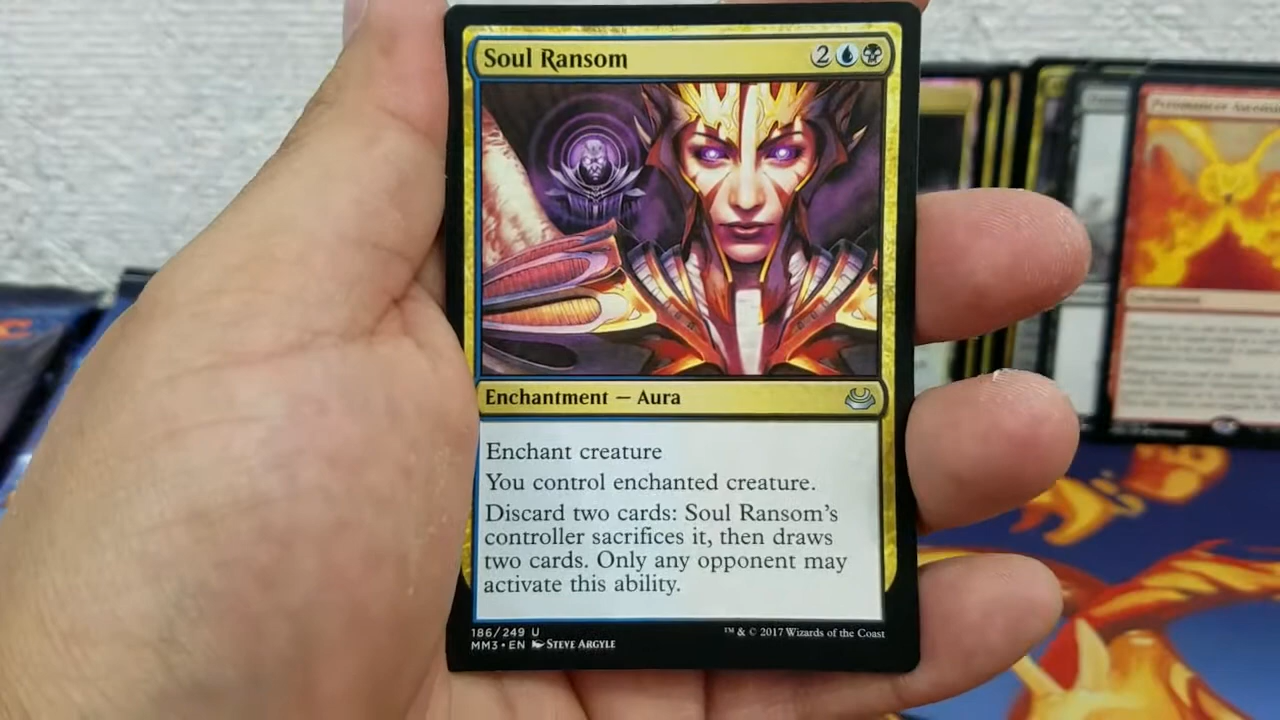 Soul Ransom
2
Enchantment — Aura
Enchant creature
You control enchanted creature.
Discard two cards: Soul Ransom's
controller sacrifices it, then draws
two cards. Only any opponent may
activate this ability.
186/249 U
MM3 • EN STEVE ARGYLE
™ & © 2017 Wizards of the Coast
Pyromancer Ascension